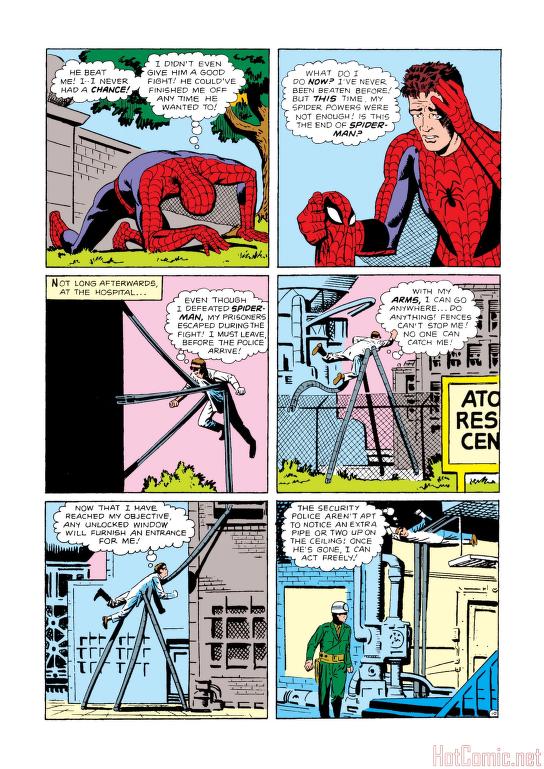 HE BEAT
ME! I--I NEVER
HAD A CHANCE!
I DIDN'T EVEN
GIVE HIM A GOOD
FIGHT! HE COULD'VE
FINISHED ME OFF
ANY TIME HE
WANTED TO!
WHAT DO I
DO NOW? I'VE NEVER
BEEN BEATEN BEFORE!
BUT THIS TIME, MY
SPIDER POWERS WERE
NOT ENOUGH! IS THIS
THE END OF SPIDER-
MAN?
NOT LONG AFTERWARDS,
AT THE HOSPITAL...
EVEN THOUGH
I DEFEATED SPIDER-
MAN, MY PRISONERS
ESCAPED DURING THE
FIGHT! I MUST LEAVE,
BEFORE THE POLICE
ARRIVE!
WITH MY
ARMS, I CAN GO
ANYWHERE...DO
ANYTHING! FENCES
CAN'T STOP ME!
NO ONE CAN
CATCH ME!
ATO
RES
CEN
NOW THAT I HAVE
REACHED MY OBJECTIVE,
ANY UNLOCKED WINDOW
WILL FURNISH AN ENTRANCE
FOR ME!
THE SECURITY
POLICE AREN'T APT
TO NOTICE AN EXTRA
PIPE OR TWO UP ON
THE CEILING! ONCE
HE'S GONE, I CAN
ACT FREELY!
HotComic.net